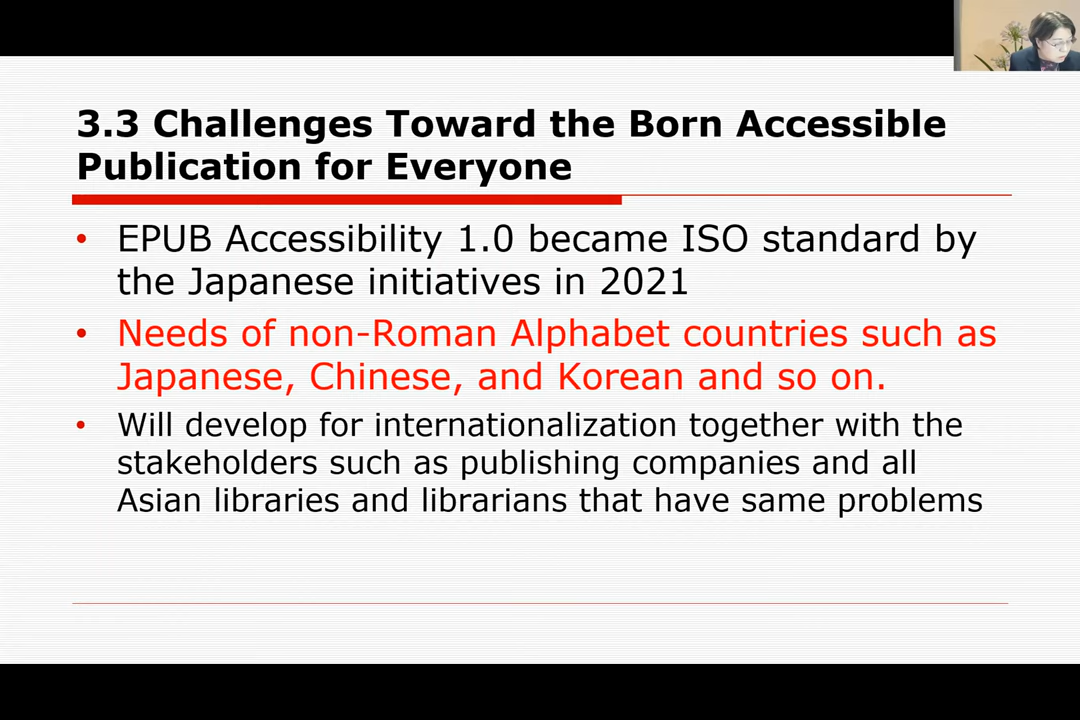 3.3 Challenges Toward the Born Accessible
Publication for Everyone
• EPUB Accessibility 1.0 became ISO standard by
the Japanese initiatives in 2021
• Needs of non-Roman Alphabet countries such as
Japanese, Chinese, and Korean and so on.
• Will develop for internationalization together with the
stakeholders such as publishing companies and all
Asian libraries and librarians that have same problems